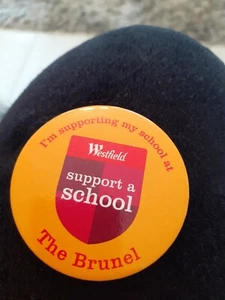 I'm supporting my school at
Westfield
support a
school
The Brunel